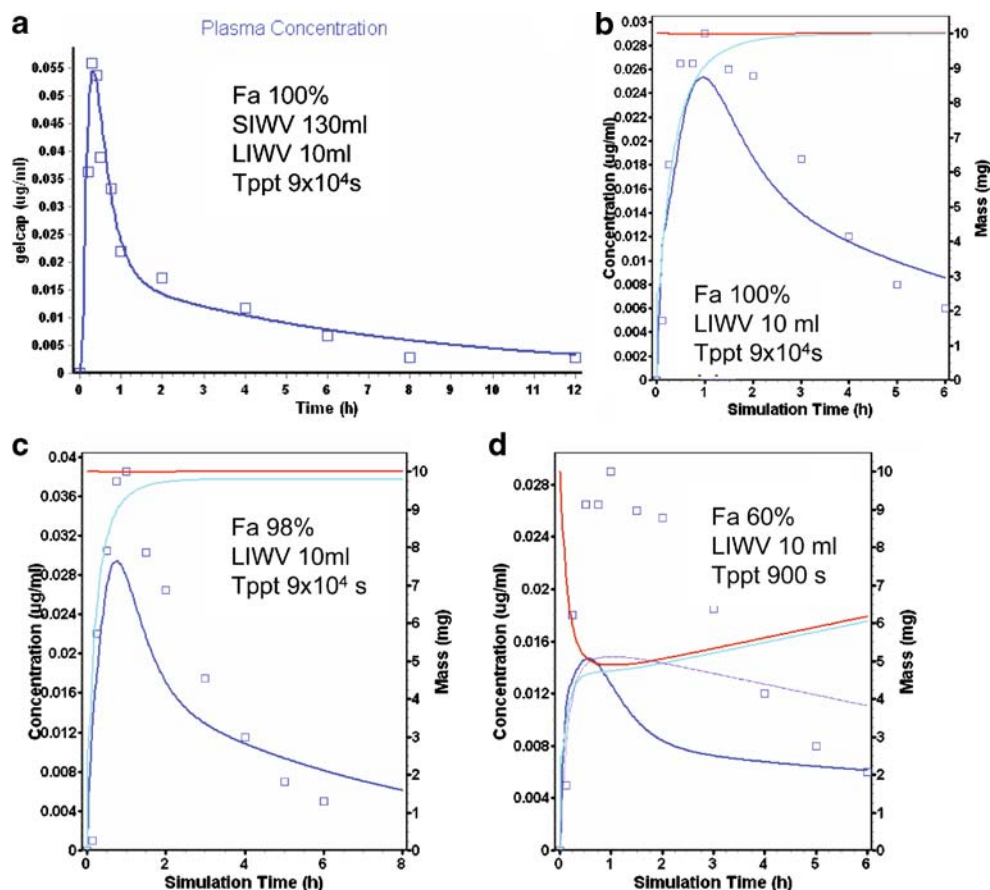 a
Plasma Concentration
gelcap (ug/ml)
0.055
0.05
0.045
0.04
0.035
0.03
0.025
0.02
0.015
0.01
0.005
0
Fa 100%
SIWV 130ml
LIWV 10ml
Tppt 9x10⁴s
0 1 2 3 4 5 6 7 8 9 10 11 12
Time (h)
b
Concentration (ug/ml)
0.03
0.028
0.026
0.024
0.022
0.02
0.018
0.016
0.014
0.012
0.01
0.008
0.006
0.004
0.002
0
Fa 100%
LIWV 10 ml
Tppt 9x10⁴s
10
9
8
7
6
5
4
3
2
1
0
Mass (mg)
0 1 2 3 4 5 6
Simulation Time (h)
c
Concentration (ug/ml)
0.04
0.036
0.032
0.028
0.024
0.02
0.016
0.012
0.008
0.004
0
Fa 98%
LIWV 10ml
Tppt 9x10⁴ s
10
9
8
7
6
5
4
3
2
1
0
Mass (mg)
0 2 4 6 8
Simulation Time (h)
d
Concentration (ug/ml)
0.028
0.024
0.02
0.016
0.012
0.008
0.004
0
Fa 60%
LIWV 10 ml
Tppt 900 s
10
9
8
7
6
5
4
3
2
1
0
Mass (mg)
0 1 2 3 4 5 6
Simulation Time (h)